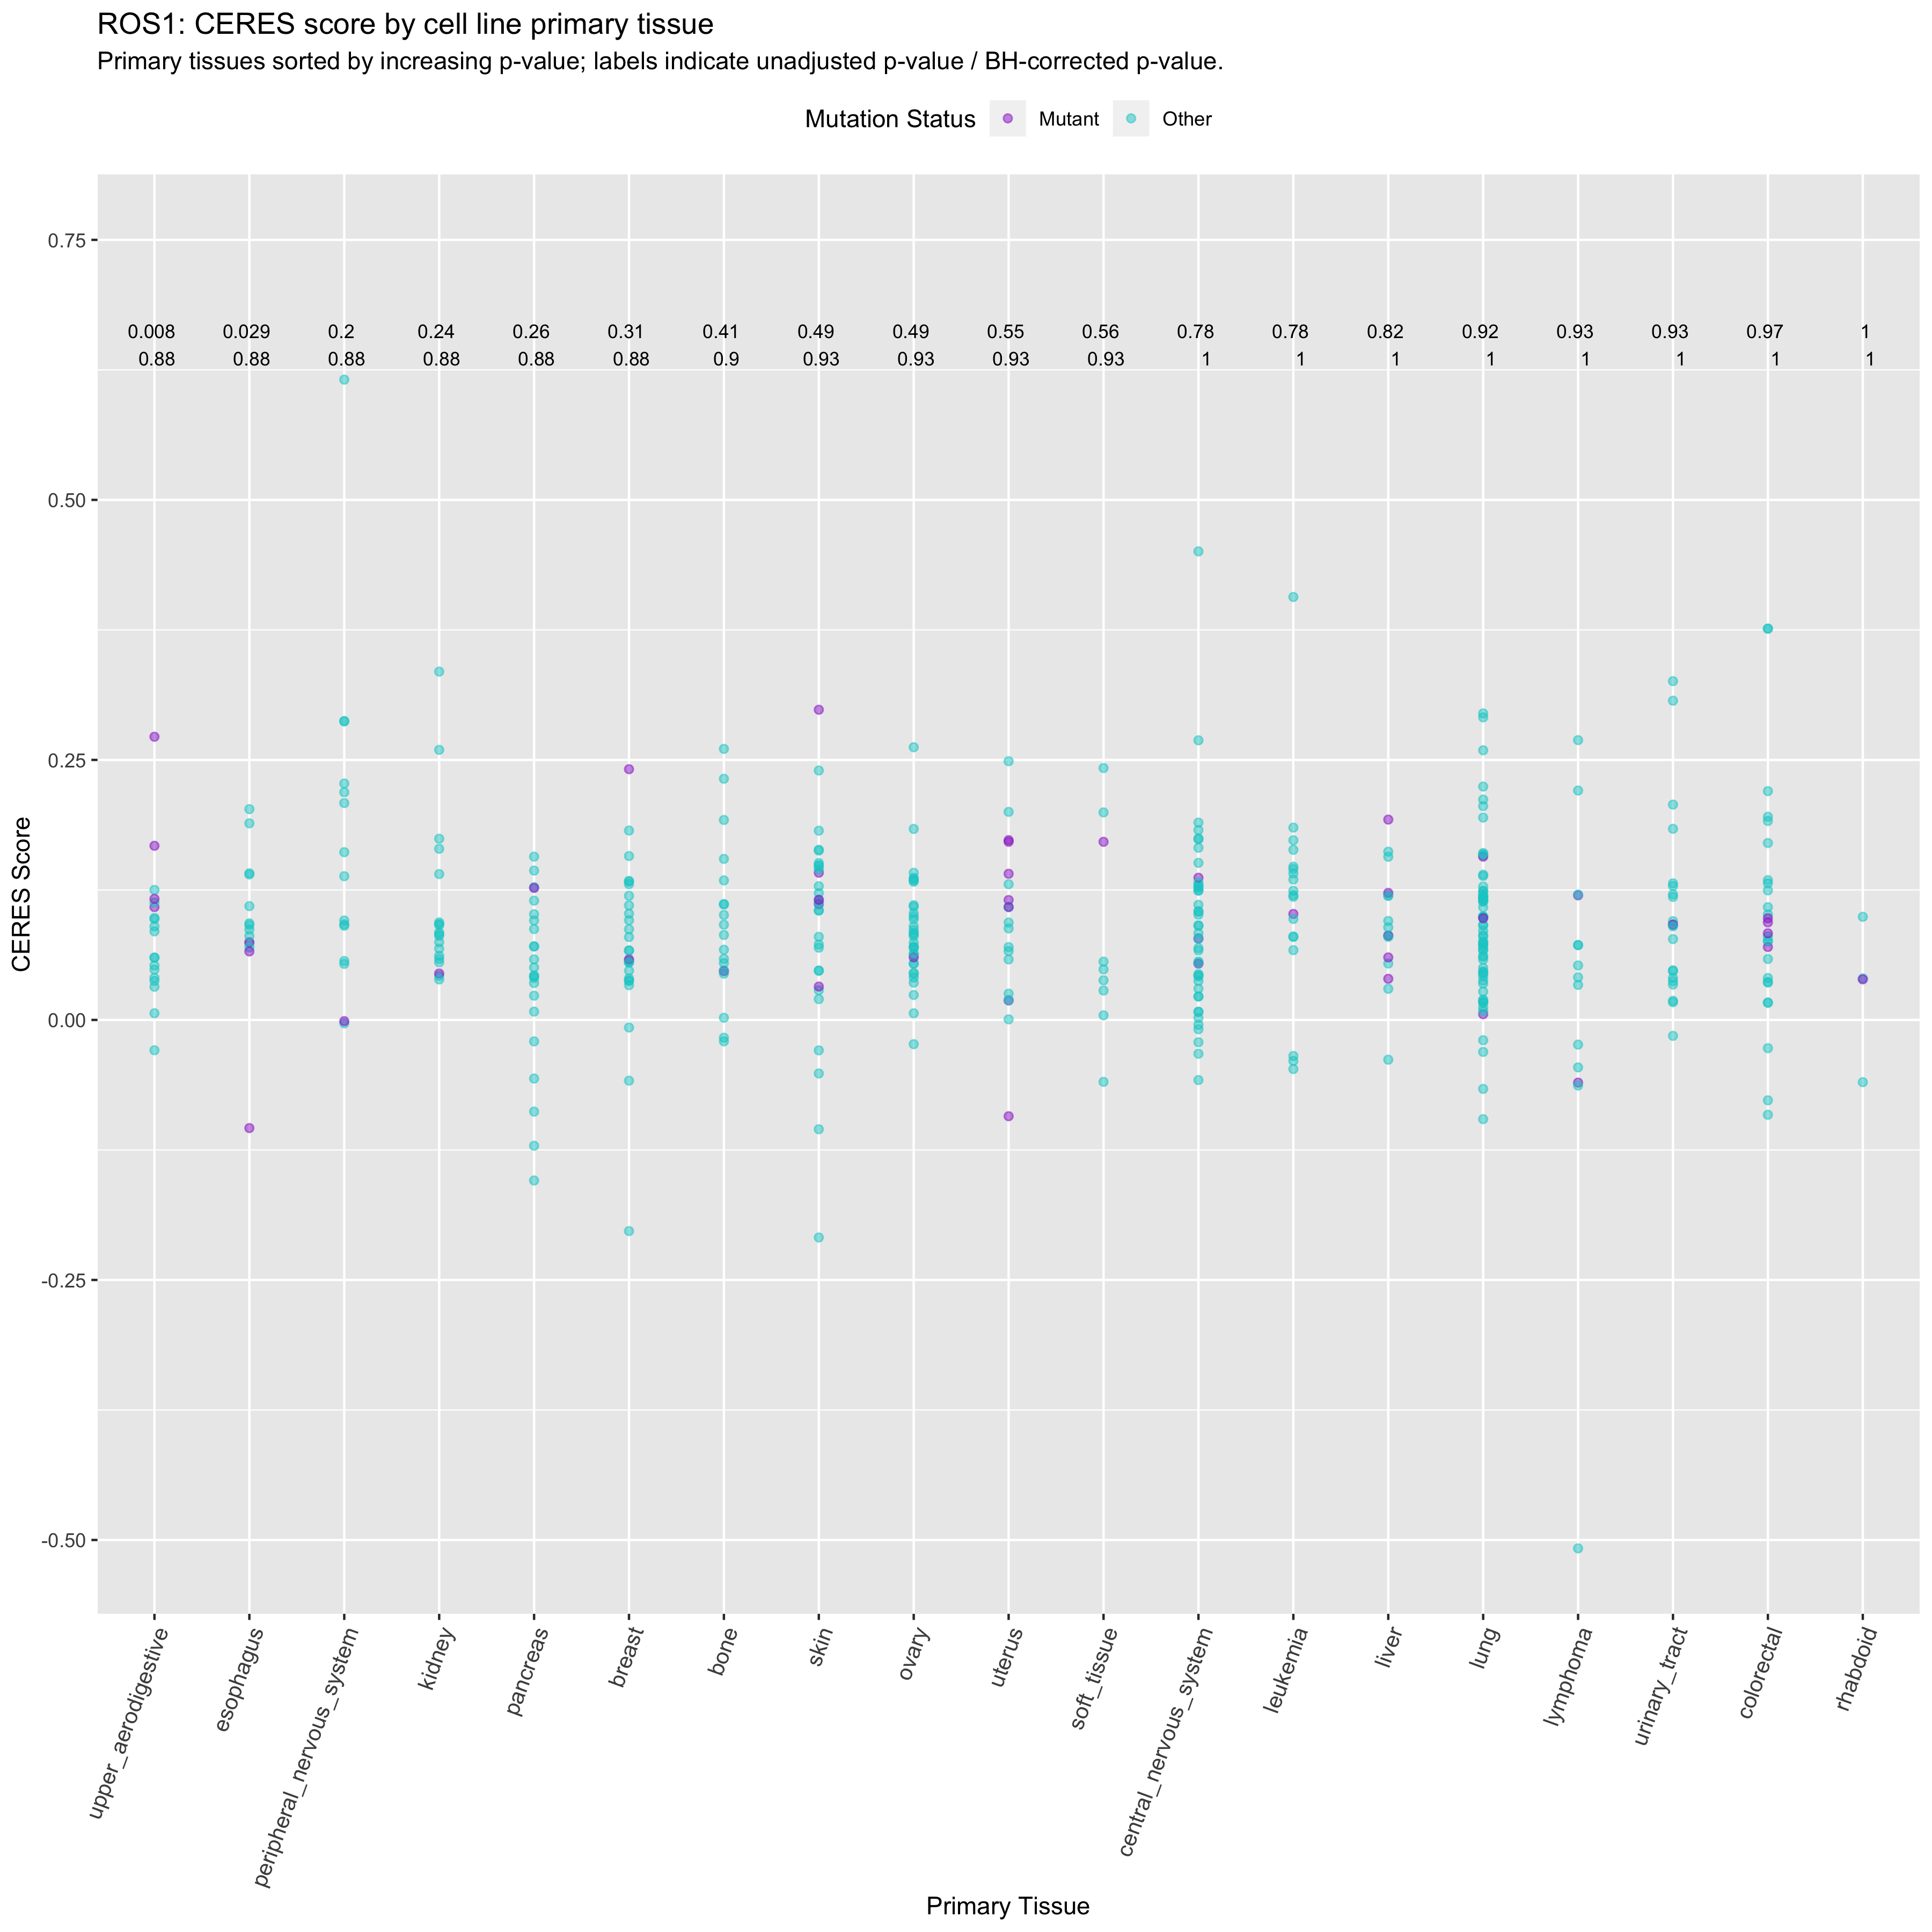 ROS1: CERES score by cell line primary tissue
Primary tissues sorted by increasing p-value; labels indicate unadjusted p-value / BH-corrected p-value.
Mutation Status Mutant Other
0.75
0.008 0.029 0.2 0.24 0.26 0.31 0.41 0.49 0.49 0.55 0.56 0.78 0.78 0.82 0.92 0.93 0.93 0.97 1
0.88 0.88 0.88 0.88 0.88 0.88 0.9 0.93 0.93 0.93 0.93 1 1 1 1 1 1 1 1
0.50
0.25
0.00
-0.25
-0.50
CERES Score
upper_aerodigestive
esophagus
peripheral_nervous_system
kidney
pancreas
breast
bone
skin
ovary
uterus
soft_tissue
central_nervous_system
leukemia
liver
lung
lymphoma
urinary_tract
colorectal
rhabdoid
Primary Tissue